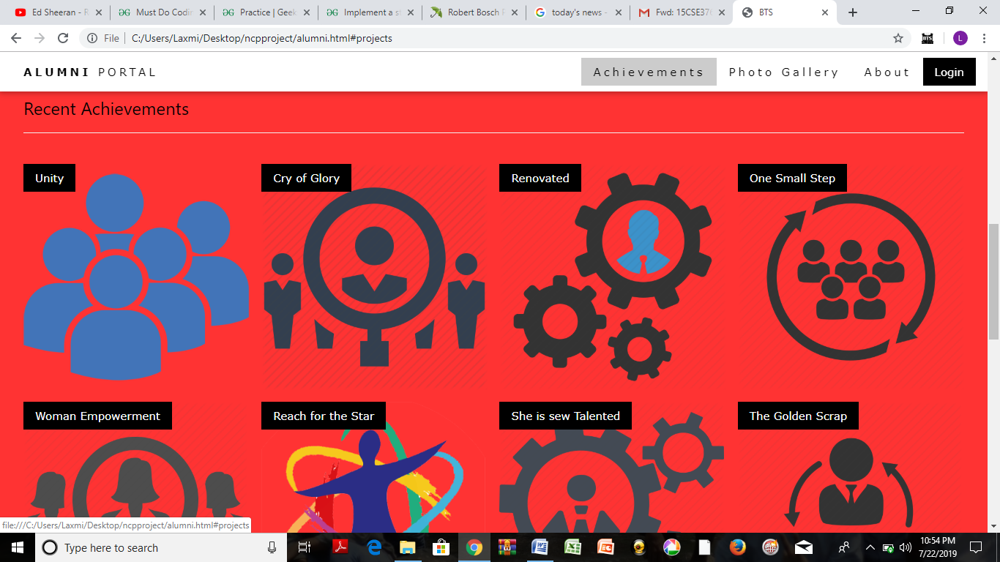 Ed Sheeran - R
Must Do Codin
Practice | Geek
Implement a st
Robert Bosch P
today's news -
Fwd: 15CSE376
BTS
File
C:/Users/Laxmi/Desktop/ncpproject/alumni.html#projects
BTS
L
ALUMNI PORTAL
Achievements
Photo Gallery
About
Login
Recent Achievements
Unity
Cry of Glory
Renovated
One Small Step
Woman Empowerment
Reach for the Star
She is sew Talented
The Golden Scrap
file:///C:/Users/Laxmi/Desktop/ncpproject/alumni.html#projects
Type here to search
10:54 PM
7/22/2019